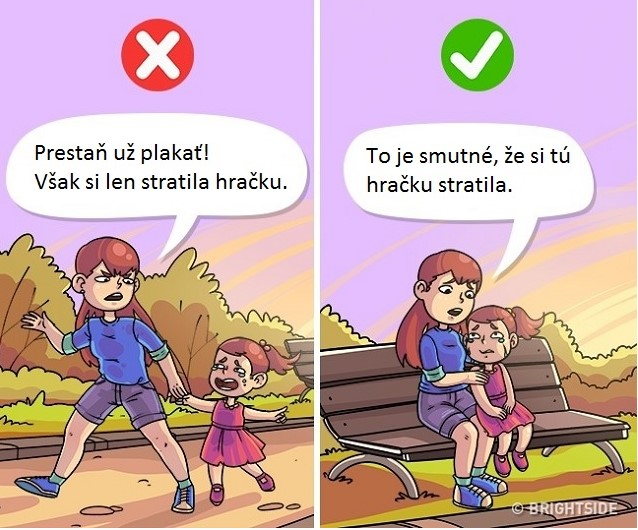 Prestaň už plakať!
Však si len stratila hračku.
To je smutné, že si tú
hračku stratila.
© BRIGHTSIDE